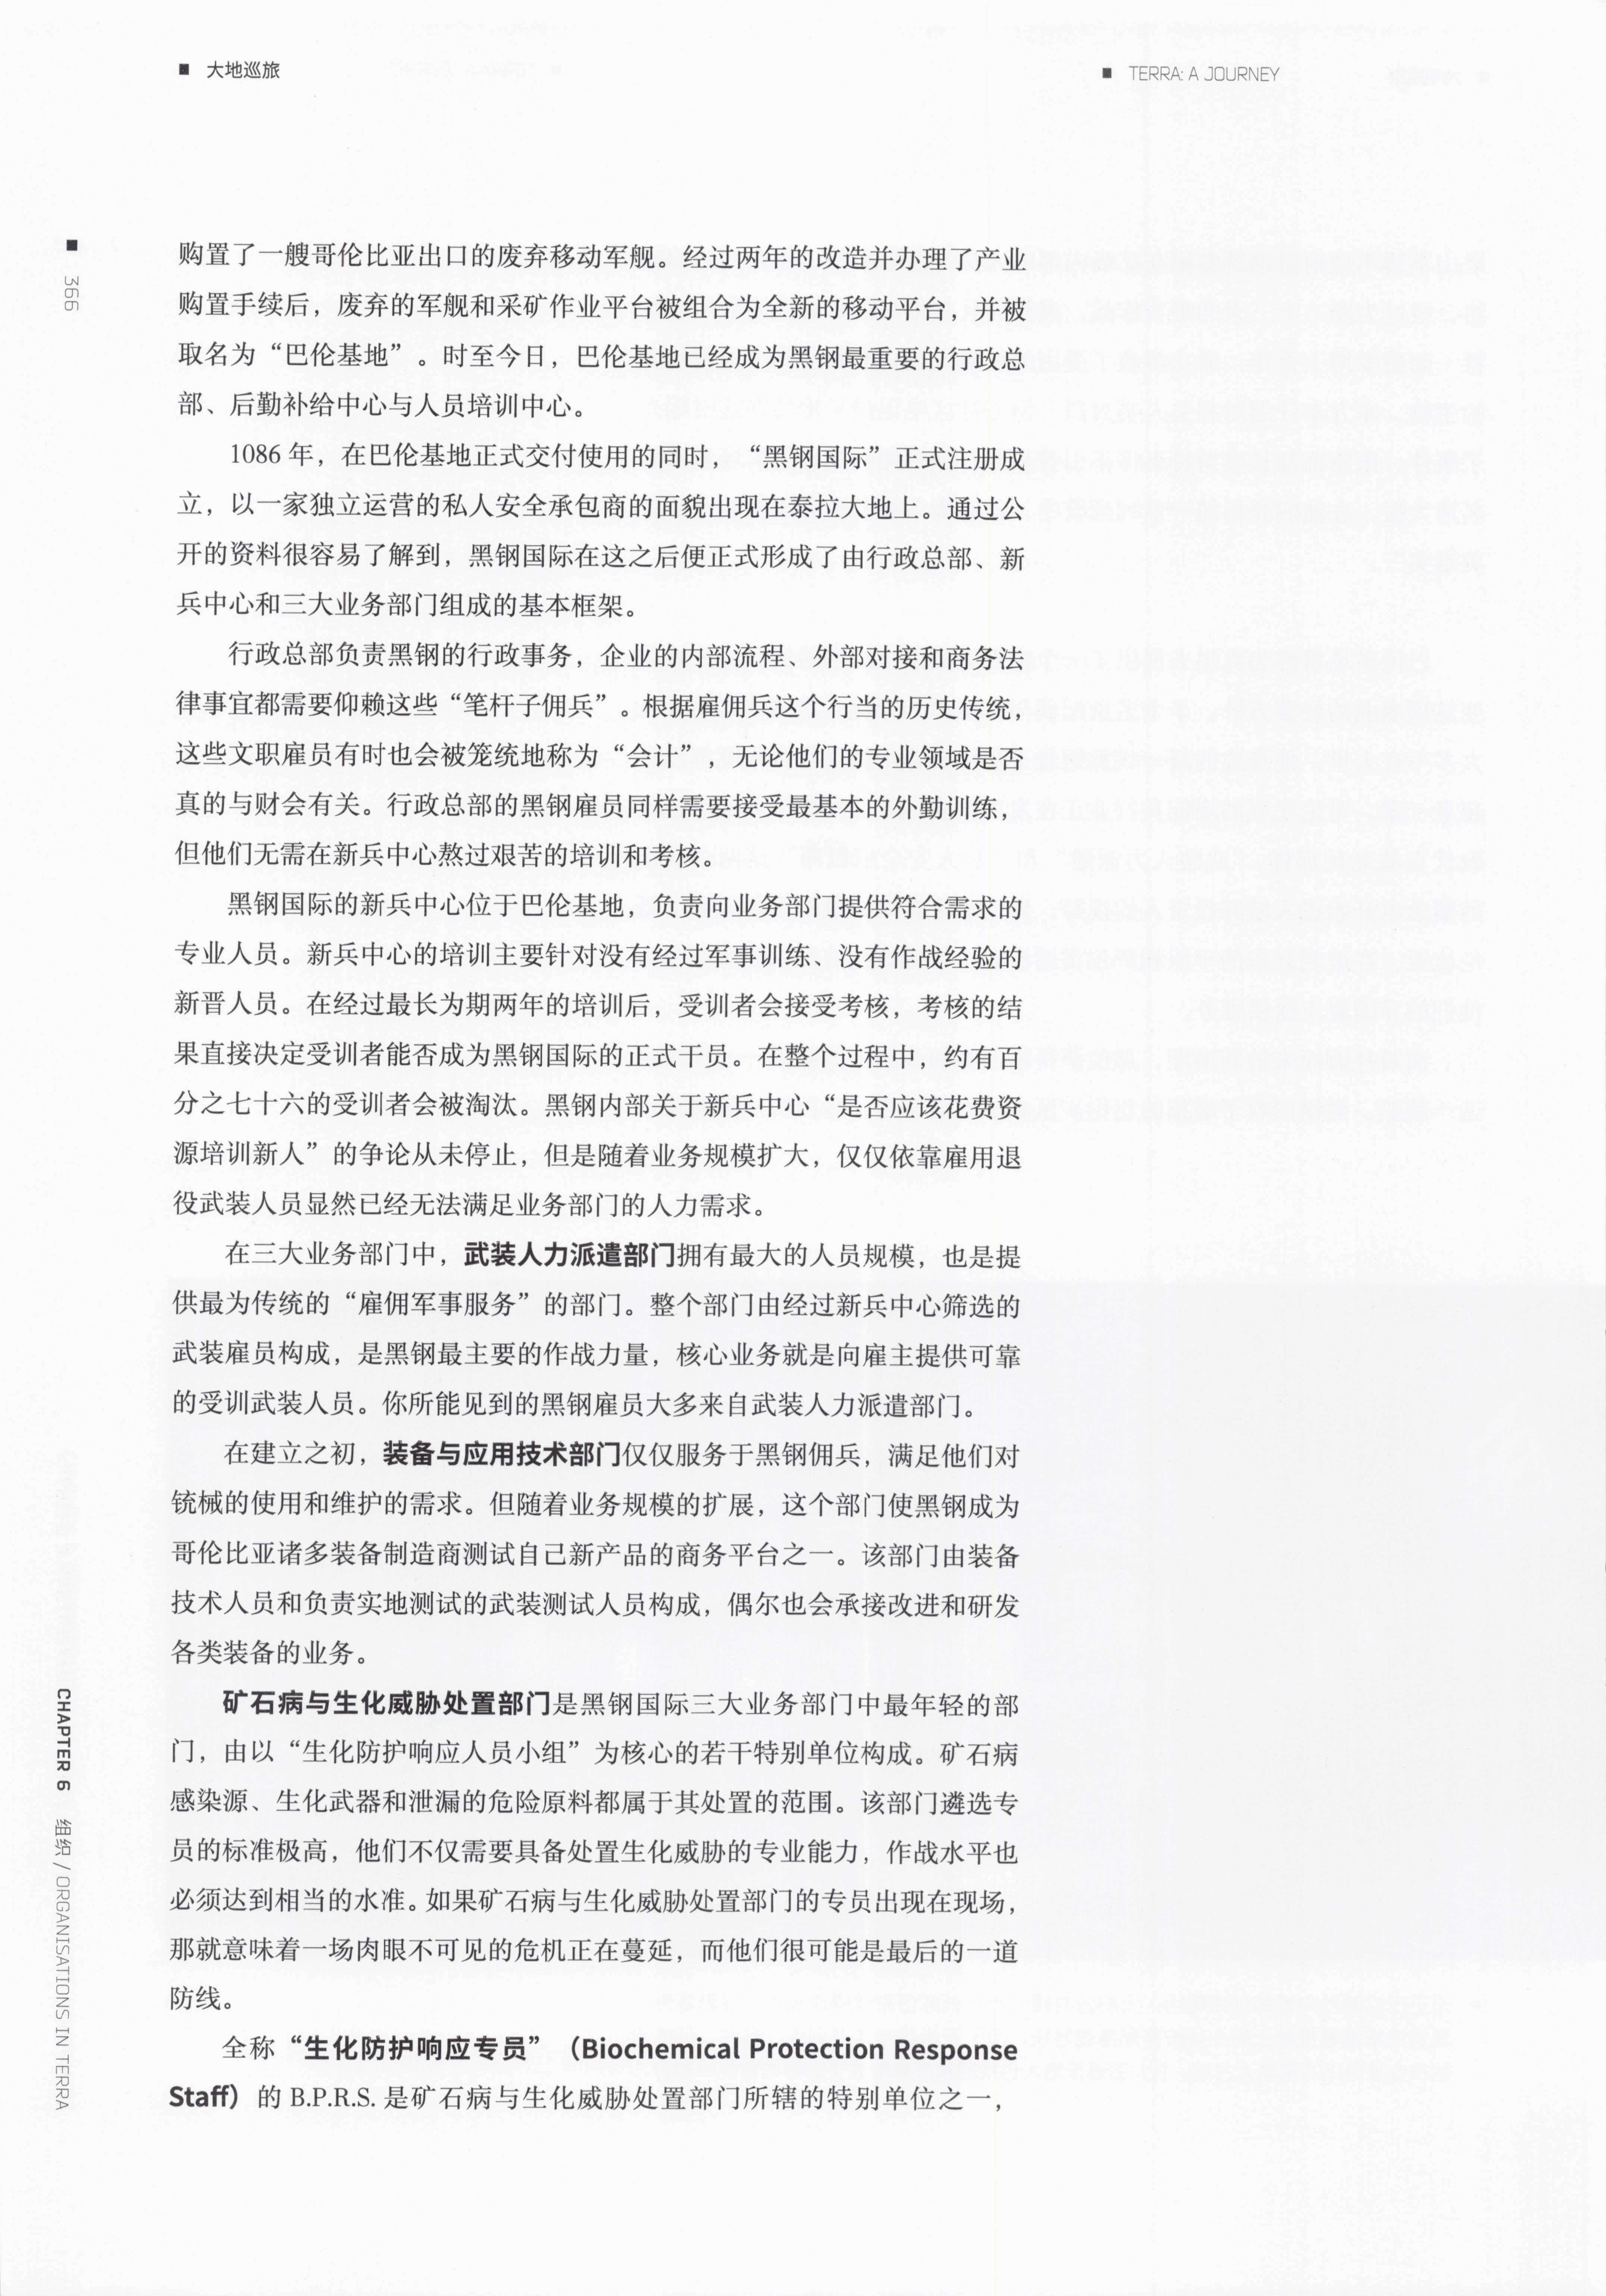 大地巡旅
TERRA: A JOURNEY
366
购置了一艘哥伦比亚出口的废弃移动军舰。经过两年的改造并办理了产业
购置手续后，废弃的军舰和采矿作业平台被组合为全新的移动平台，并被
取名为“巴伦基地”。时至今日，巴伦基地已经成为黑钢最重要的行政总
部、后勤补给中心与人员培训中心。
1086 年，在巴伦基地正式交付使用的同时，“黑钢国际”正式注册成
立，以一家独立运营的私人安全承包商的面貌出现在泰拉大地上。通过公
开的资料很容易了解到，黑钢国际在这之后便正式形成了由行政总部、新
兵中心和三大业务部门组成的基本框架。
行政总部负责黑钢的行政事务，企业的内部流程、外部对接和商务法
律事宜都需要仰赖这些“笔杆子佣兵”。根据雇佣兵这个行当的历史传统，
这些文职雇员有时也会被笼统地称为“会计”，无论他们的专业领域是否
真的与财会有关。行政总部的黑钢雇员同样需要接受最基本的外勤训练，
但他们无需在新兵中心熬过艰苦的培训和考核。
黑钢国际的新兵中心位于巴伦基地，负责向业务部门提供符合需求的
专业人员。新兵中心的培训主要针对没有经过军事训练、没有作战经验的
新晋人员。在经过最长为期两年的培训后，受训者会接受考核，考核的结
果直接决定受训者能否成为黑钢国际的正式干员。在整个过程中，约有百
分之七十六的受训者会被淘汰。黑钢内部关于新兵中心“是否应该花费资
源培训新人”的争论从未停止，但是随着业务规模扩大，仅仅依靠雇用退
役武装人员显然已经无法满足业务部门的人力需求。
在三大业务部门中，武装人力派遣部门拥有最大的人员规模，也是提
供最为传统的“雇佣军事服务”的部门。整个部门由经过新兵中心筛选的
武装雇员构成，是黑钢最主要的作战力量，核心业务就是向雇主提供可靠
的受训武装人员。你所能见到的黑钢雇员大多来自武装人力派遣部门。
在建立之初，装备与应用技术部门仅仅服务于黑钢佣兵，满足他们对
铳械的使用和维护的需求。但随着业务规模的扩展，这个部门使黑钢成为
哥伦比亚诸多装备制造商测试自己新产品的商务平台之一。该部门由装备
技术人员和负责实地测试的武装测试人员构成，偶尔也会承接改进和研发
各类装备的业务。
矿石病与生化威胁处置部门是黑钢国际三大业务部门中最年轻的部
门，由以“生化防护响应人员小组”为核心的若干特别单位构成。矿石病
感染源、生化武器和泄漏的危险原料都属于其处置的范围。该部门遴选专
员的标准极高，他们不仅需要具备处置生化威胁的专业能力，作战水平也
必须达到相当的水准。如果矿石病与生化威胁处置部门的专员出现在现场，
那就意味着一场肉眼不可见的危机正在蔓延，而他们很可能是最后的一道
防线。
全称“生化防护响应专员”（Biochemical Protection Response
Staff）的 B.P.R.S. 是矿石病与生化威胁处置部门所辖的特别单位之一，
CHAPTER 6 组织 / ORGANISATIONS IN TERRA